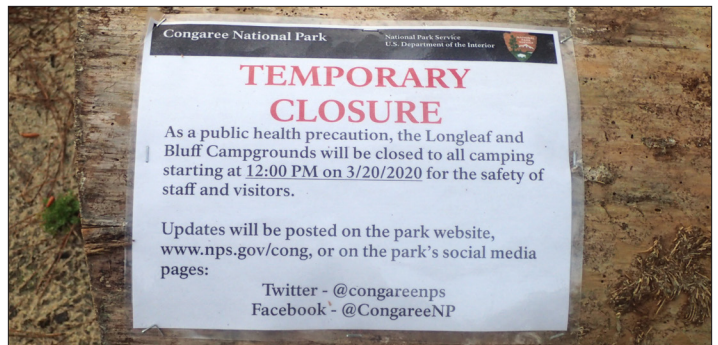 Congaree National Park
National Park Service
U.S. Department of the Interior
TEMPORARY
CLOSURE
As a public health precaution, the Longleaf and
Bluff Campgrounds will be closed to all camping
starting at 12:00 PM on 3/20/2020 for the safety of
staff and visitors.
Updates will be posted on the park website,
www.nps.gov/cong, or on the park's social media
pages:
Twitter - @congareenps
Facebook - @CongareeNP